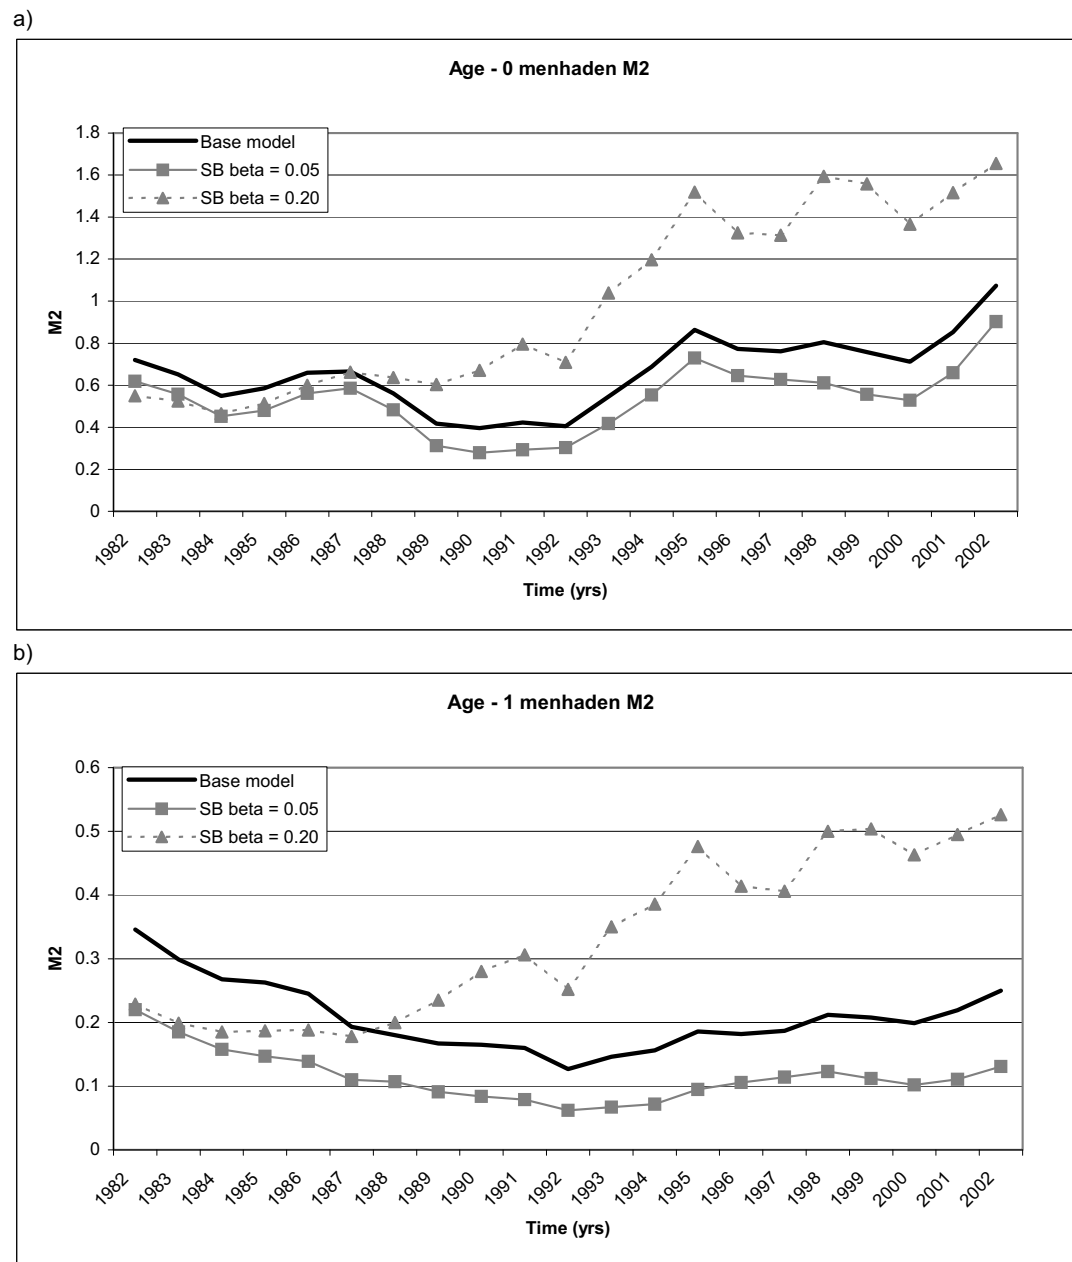 a)
Age - 0 menhaden M2
M2
1.8
1.6
1.4
1.2
1
0.8
0.6
0.4
0.2
0
Base model
SB beta = 0.05
SB beta = 0.20
1982 1983 1984 1985 1986 1987 1988 1989 1990 1991 1992 1993 1994 1995 1996 1997 1998 1999 2000 2001 2002
Time (yrs)
b)
Age - 1 menhaden M2
M2
0.6
0.5
0.4
0.3
0.2
0.1
0
Base model
SB beta = 0.05
SB beta = 0.20
1982 1983 1984 1985 1986 1987 1988 1989 1990 1991 1992 1993 1994 1995 1996 1997 1998 1999 2000 2001 2002
Time (yrs)